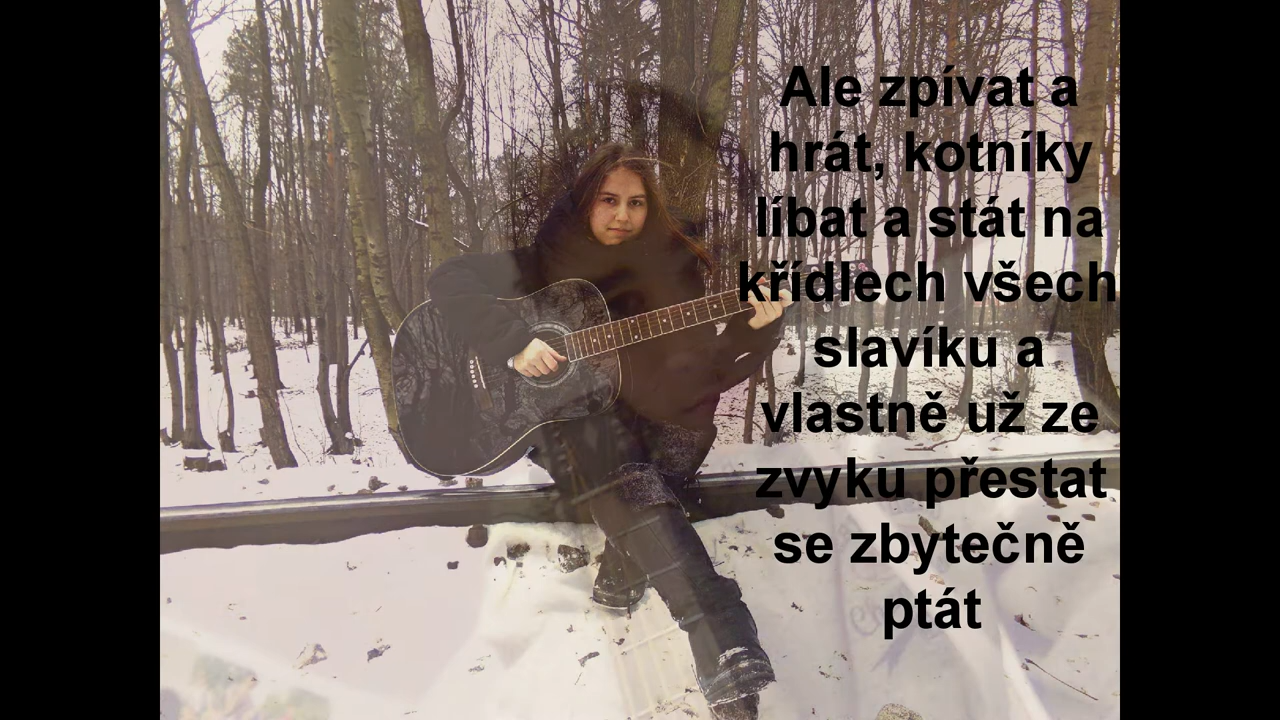 Ale zpívat a
hrát, kotníky
líbat a stát na
křídlech všech
slavíku a
vlastně už ze
zvyku přestat
se zbytečně
ptát